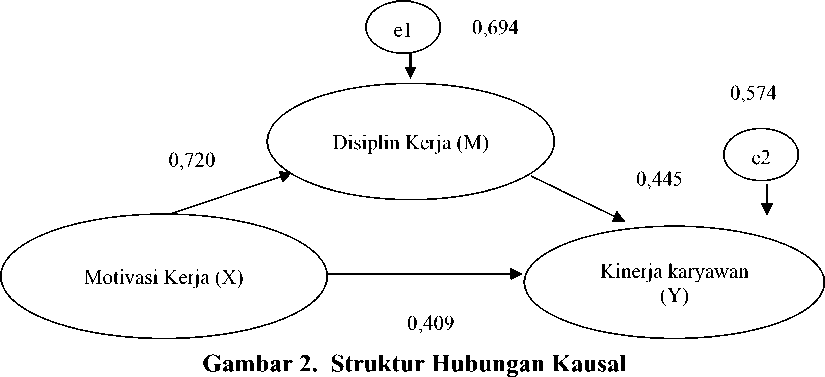 e1
0,694
0,574
Disiplin Kerja (M)
e2
0,720
0,445
Motivasi Kerja (X)
Kinerja karyawan
(Y)
0,409
Gambar 2. Struktur Hubungan Kausal